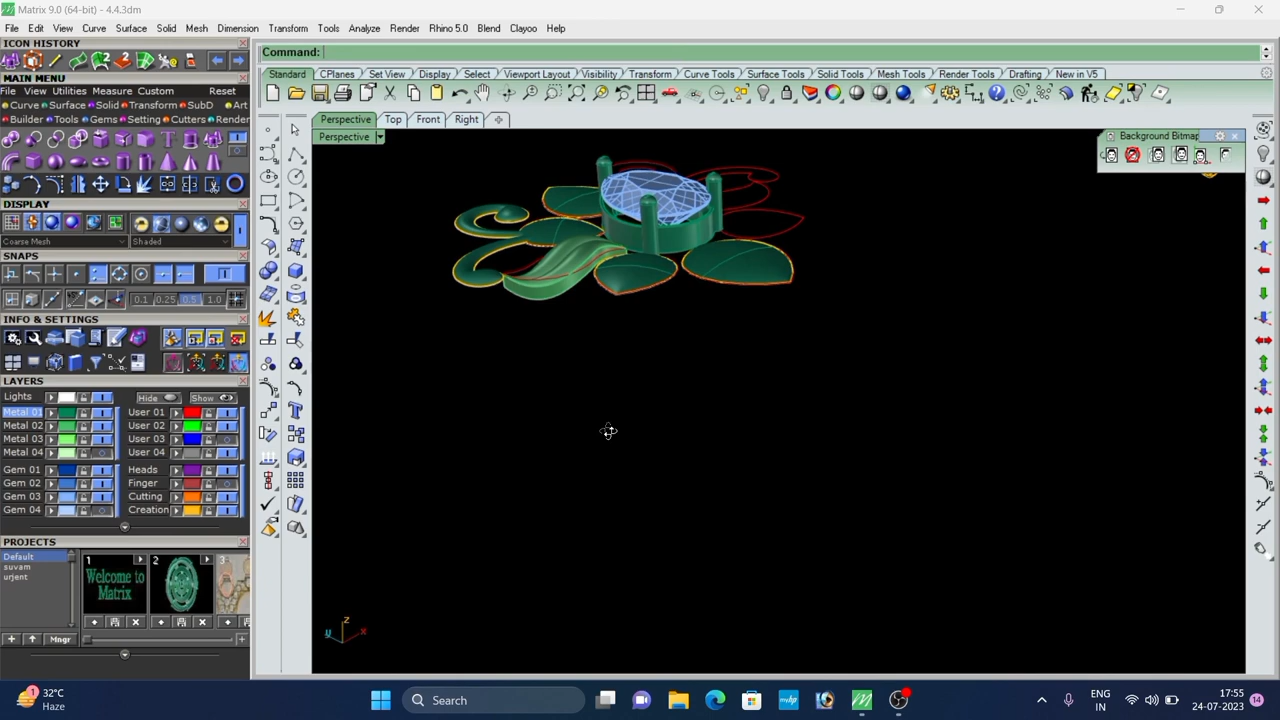 Matrix 9.0 (64-bit) - 4.4.3dm
File Edit View Curve Surface Solid Mesh Dimension Transform Tools Analyze Render Rhino 5.0 Blend Clayoo Help
ICON HISTORY
Command:
MAIN MENU
Standard CPlanes Set View Display Select Viewport Layout Visibility Transform Curve Tools Surface Tools Solid Tools Mesh Tools Render Tools Drafting New in V5
File View Utilities Measure Custom Reset
Curve Surface Solid Transform SubD Art
Builder Tools Gems Setting Cutters Render
Perspective Top Front Right
Perspective
Background Bitmap
DISPLAY
Coarse Mesh Shaded
SNAPS
0.1 0.25 0.5 1.0
INFO & SETTINGS
LAYERS
Lights Hide Show
Metal 01 User 01
Metal 02 User 02
Metal 03 User 03
Metal 04 User 04
Gem 01 Heads
Gem 02 Finger
Gem 03 Cutting
Gem 04 Creation
PROJECTS
Default
suvam
urjent
1 2 3
Welcome to
Matrix
Mngr
z
y x
1
32°C
Haze
Search
hp
ENG
IN
17:55
24-07-2023
14